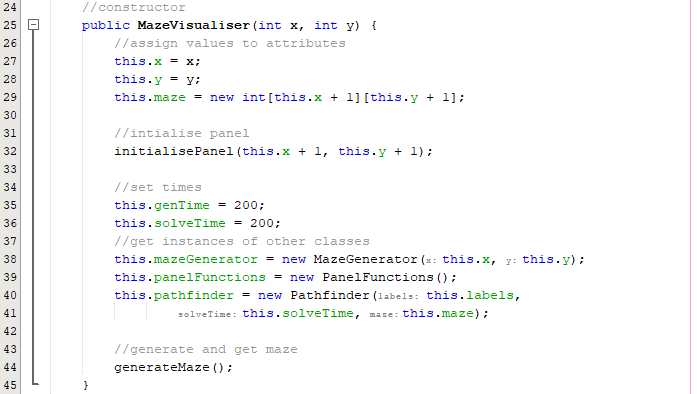 24 //constructor
25 public MazeVisualiser(int x, int y) {
26 //assign values to attributes
27 this.x = x;
28 this.y = y;
29 this.maze = new int[this.x + 1][this.y + 1];
30
31 //intialise panel
32 initialisePanel(this.x + 1, this.y + 1);
33
34 //set times
35 this.genTime = 200;
36 this.solveTime = 200;
37 //get instances of other classes
38 this.mazeGenerator = new MazeGenerator(x: this.x, y: this.y);
39 this.panelFunctions = new PanelFunctions();
40 this.pathfinder = new Pathfinder(labels: this.labels,
41 solveTime: this.solveTime, maze: this.maze);
42
43 //generate and get maze
44 generateMaze();
45 }